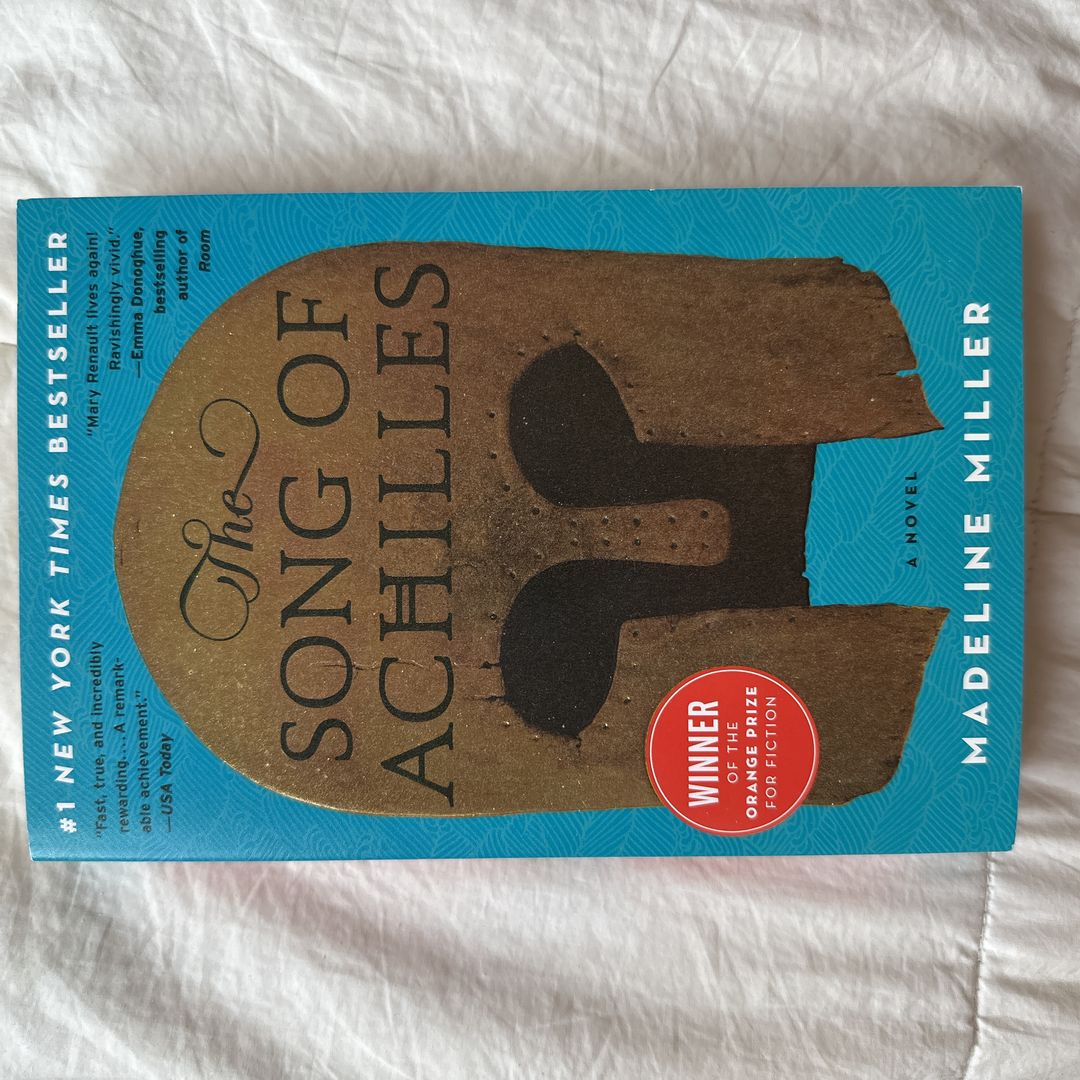 #1 NEW YORK TIMES BESTSELLER
"Fast, true, and incredibly
rewarding....A remark-
able achievement."
—USA Today
"Mary Renault lives again!
Ravishingly vivid."
—Emma Donoghue,
bestselling
author of
Room
The
SONG OF
ACHILLES
WINNER
OF THE
ORANGE PRIZE
FOR FICTION
A NOVEL
MADELINE MILLER